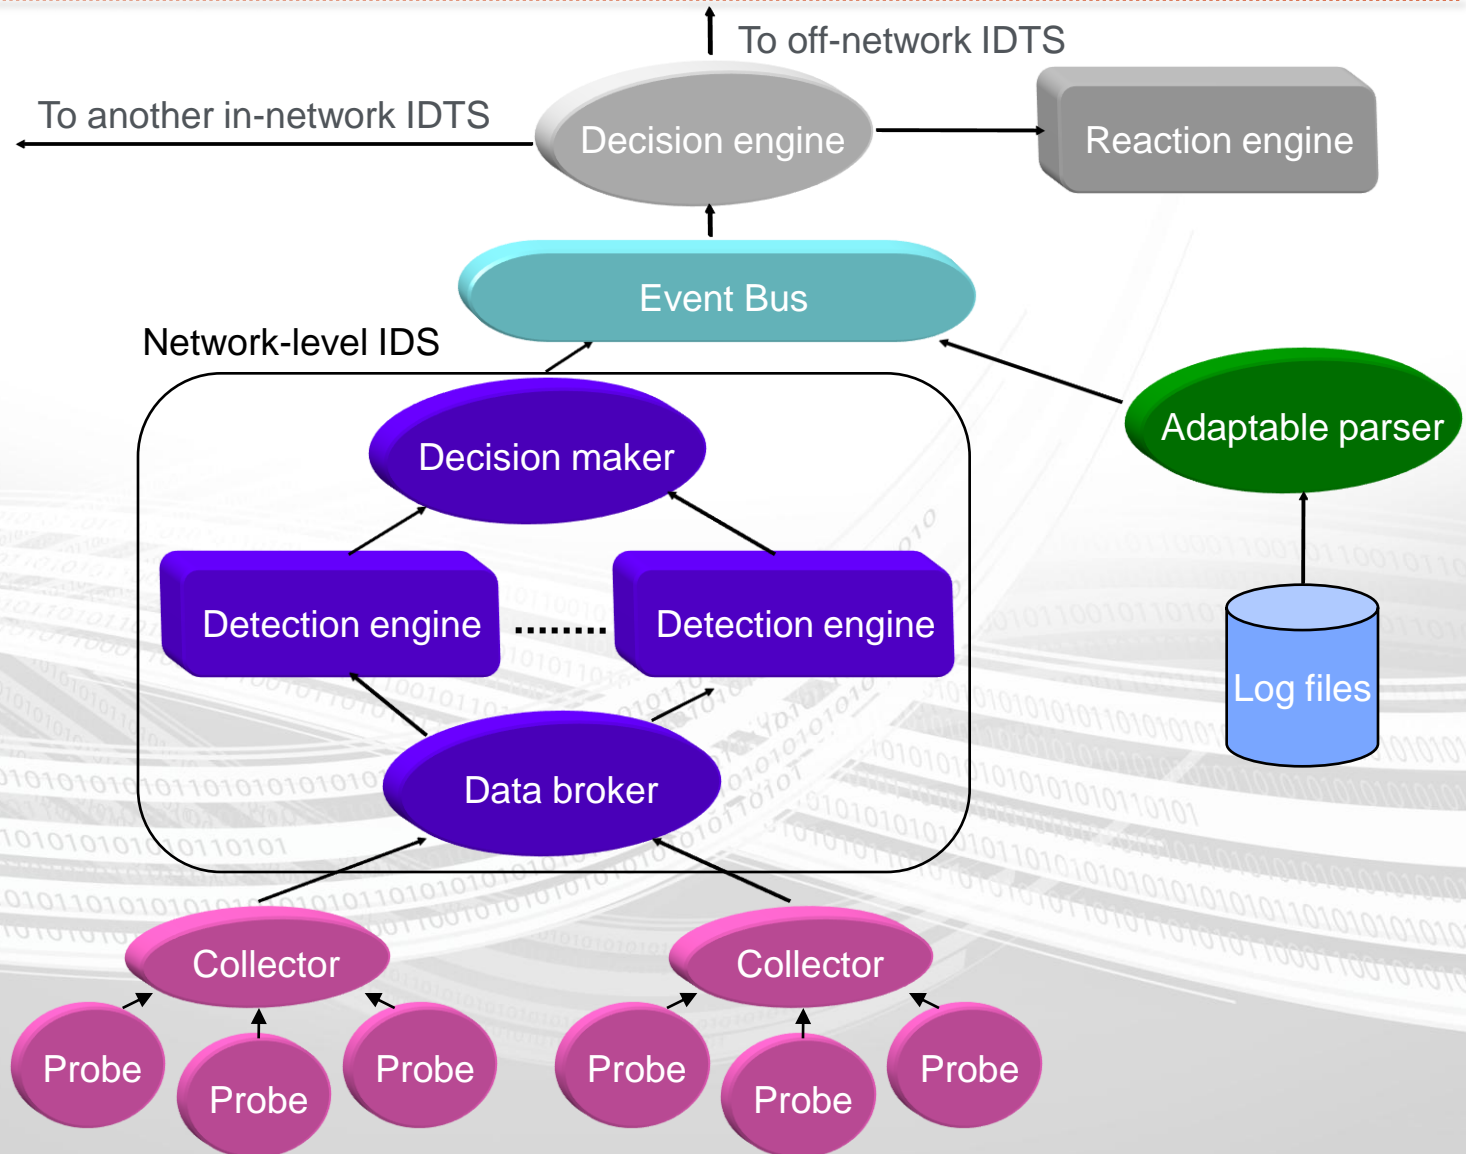 To off-network IDTS
To another in-network IDTS
Decision engine
Reaction engine
Event Bus
Network-level IDS
Decision maker
Adaptable parser
Detection engine
Detection engine
Log files
Data broker
Collector
Collector
Probe
Probe
Probe
Probe
Probe
Probe